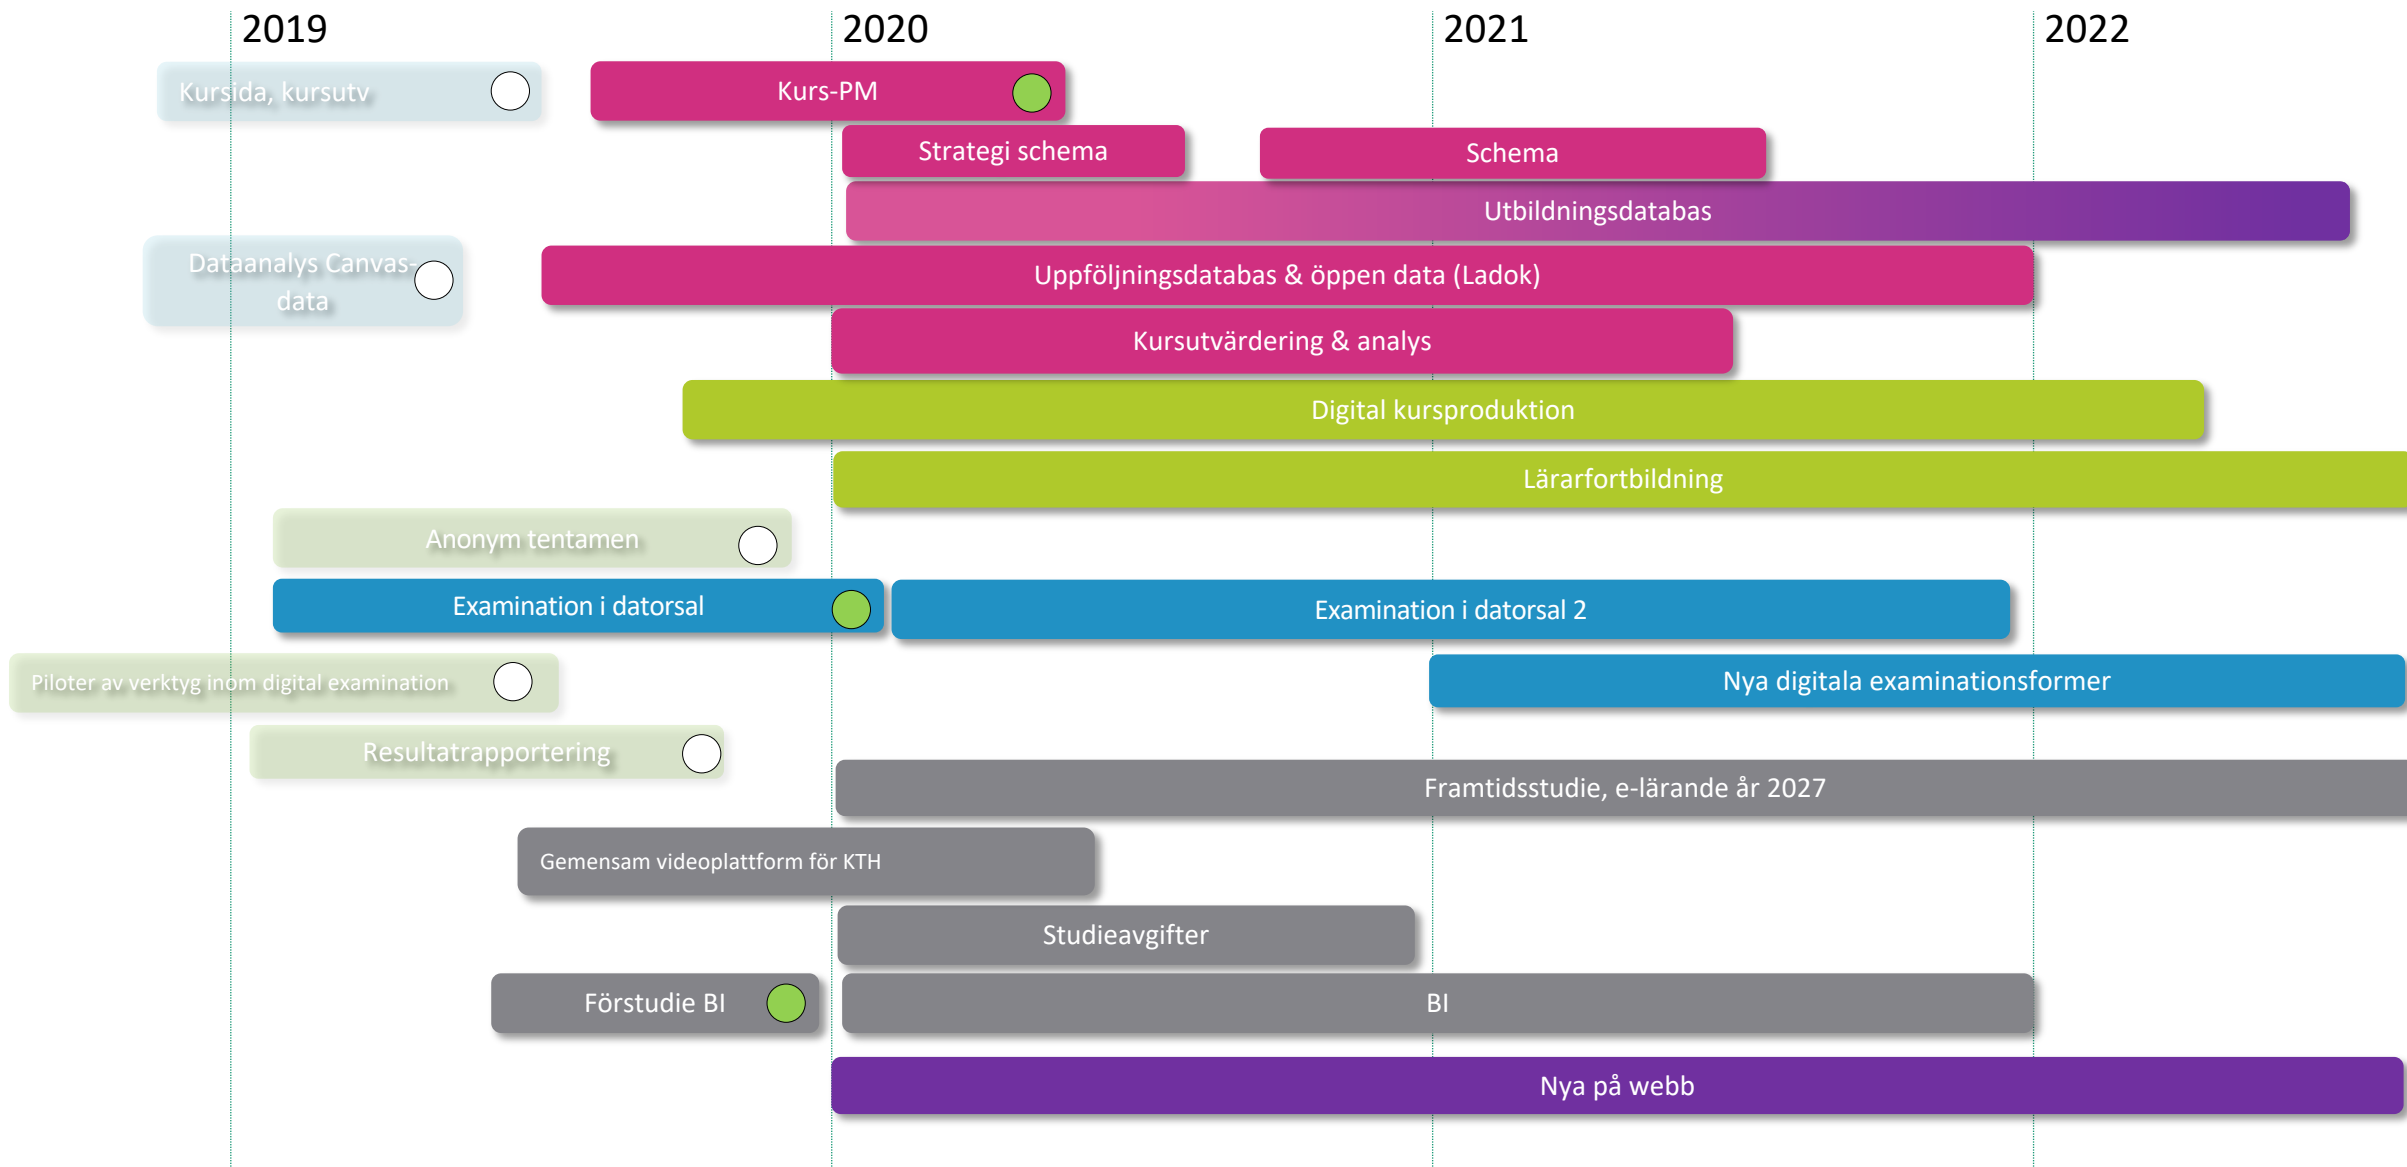 2019
2020
2021
2022
Kursida, kursutv
Kurs-PM
Strategi schema
Schema
Utbildningsdatabas
Dataanalys Canvas-
data
Uppföljningsdatabas & öppen data (Ladok)
Kursutvärdering & analys
Digital kursproduktion
Lärarfortbildning
Anonym tentamen
Examination i datorsal
Examination i datorsal 2
Piloter av verktyg inom digital examination
Nya digitala examinationsformer
Resultatrapportering
Framtidsstudie, e-lärande år 2027
Gemensam videoplattform för KTH
Studieavgifter
Förstudie BI
BI
Nya på webb